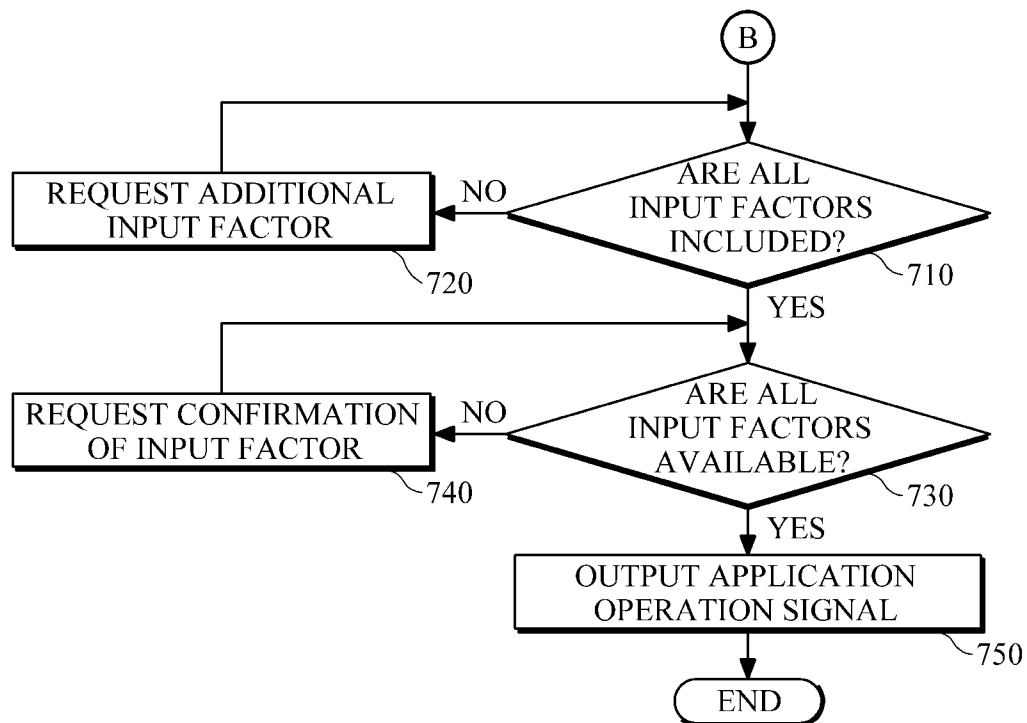 B
ARE ALL
INPUT FACTORS
INCLUDED?
710
NO
REQUEST ADDITIONAL
INPUT FACTOR
720
YES
ARE ALL
INPUT FACTORS
AVAILABLE?
730
NO
REQUEST CONFIRMATION
OF INPUT FACTOR
740
YES
OUTPUT APPLICATION
OPERATION SIGNAL
750
END